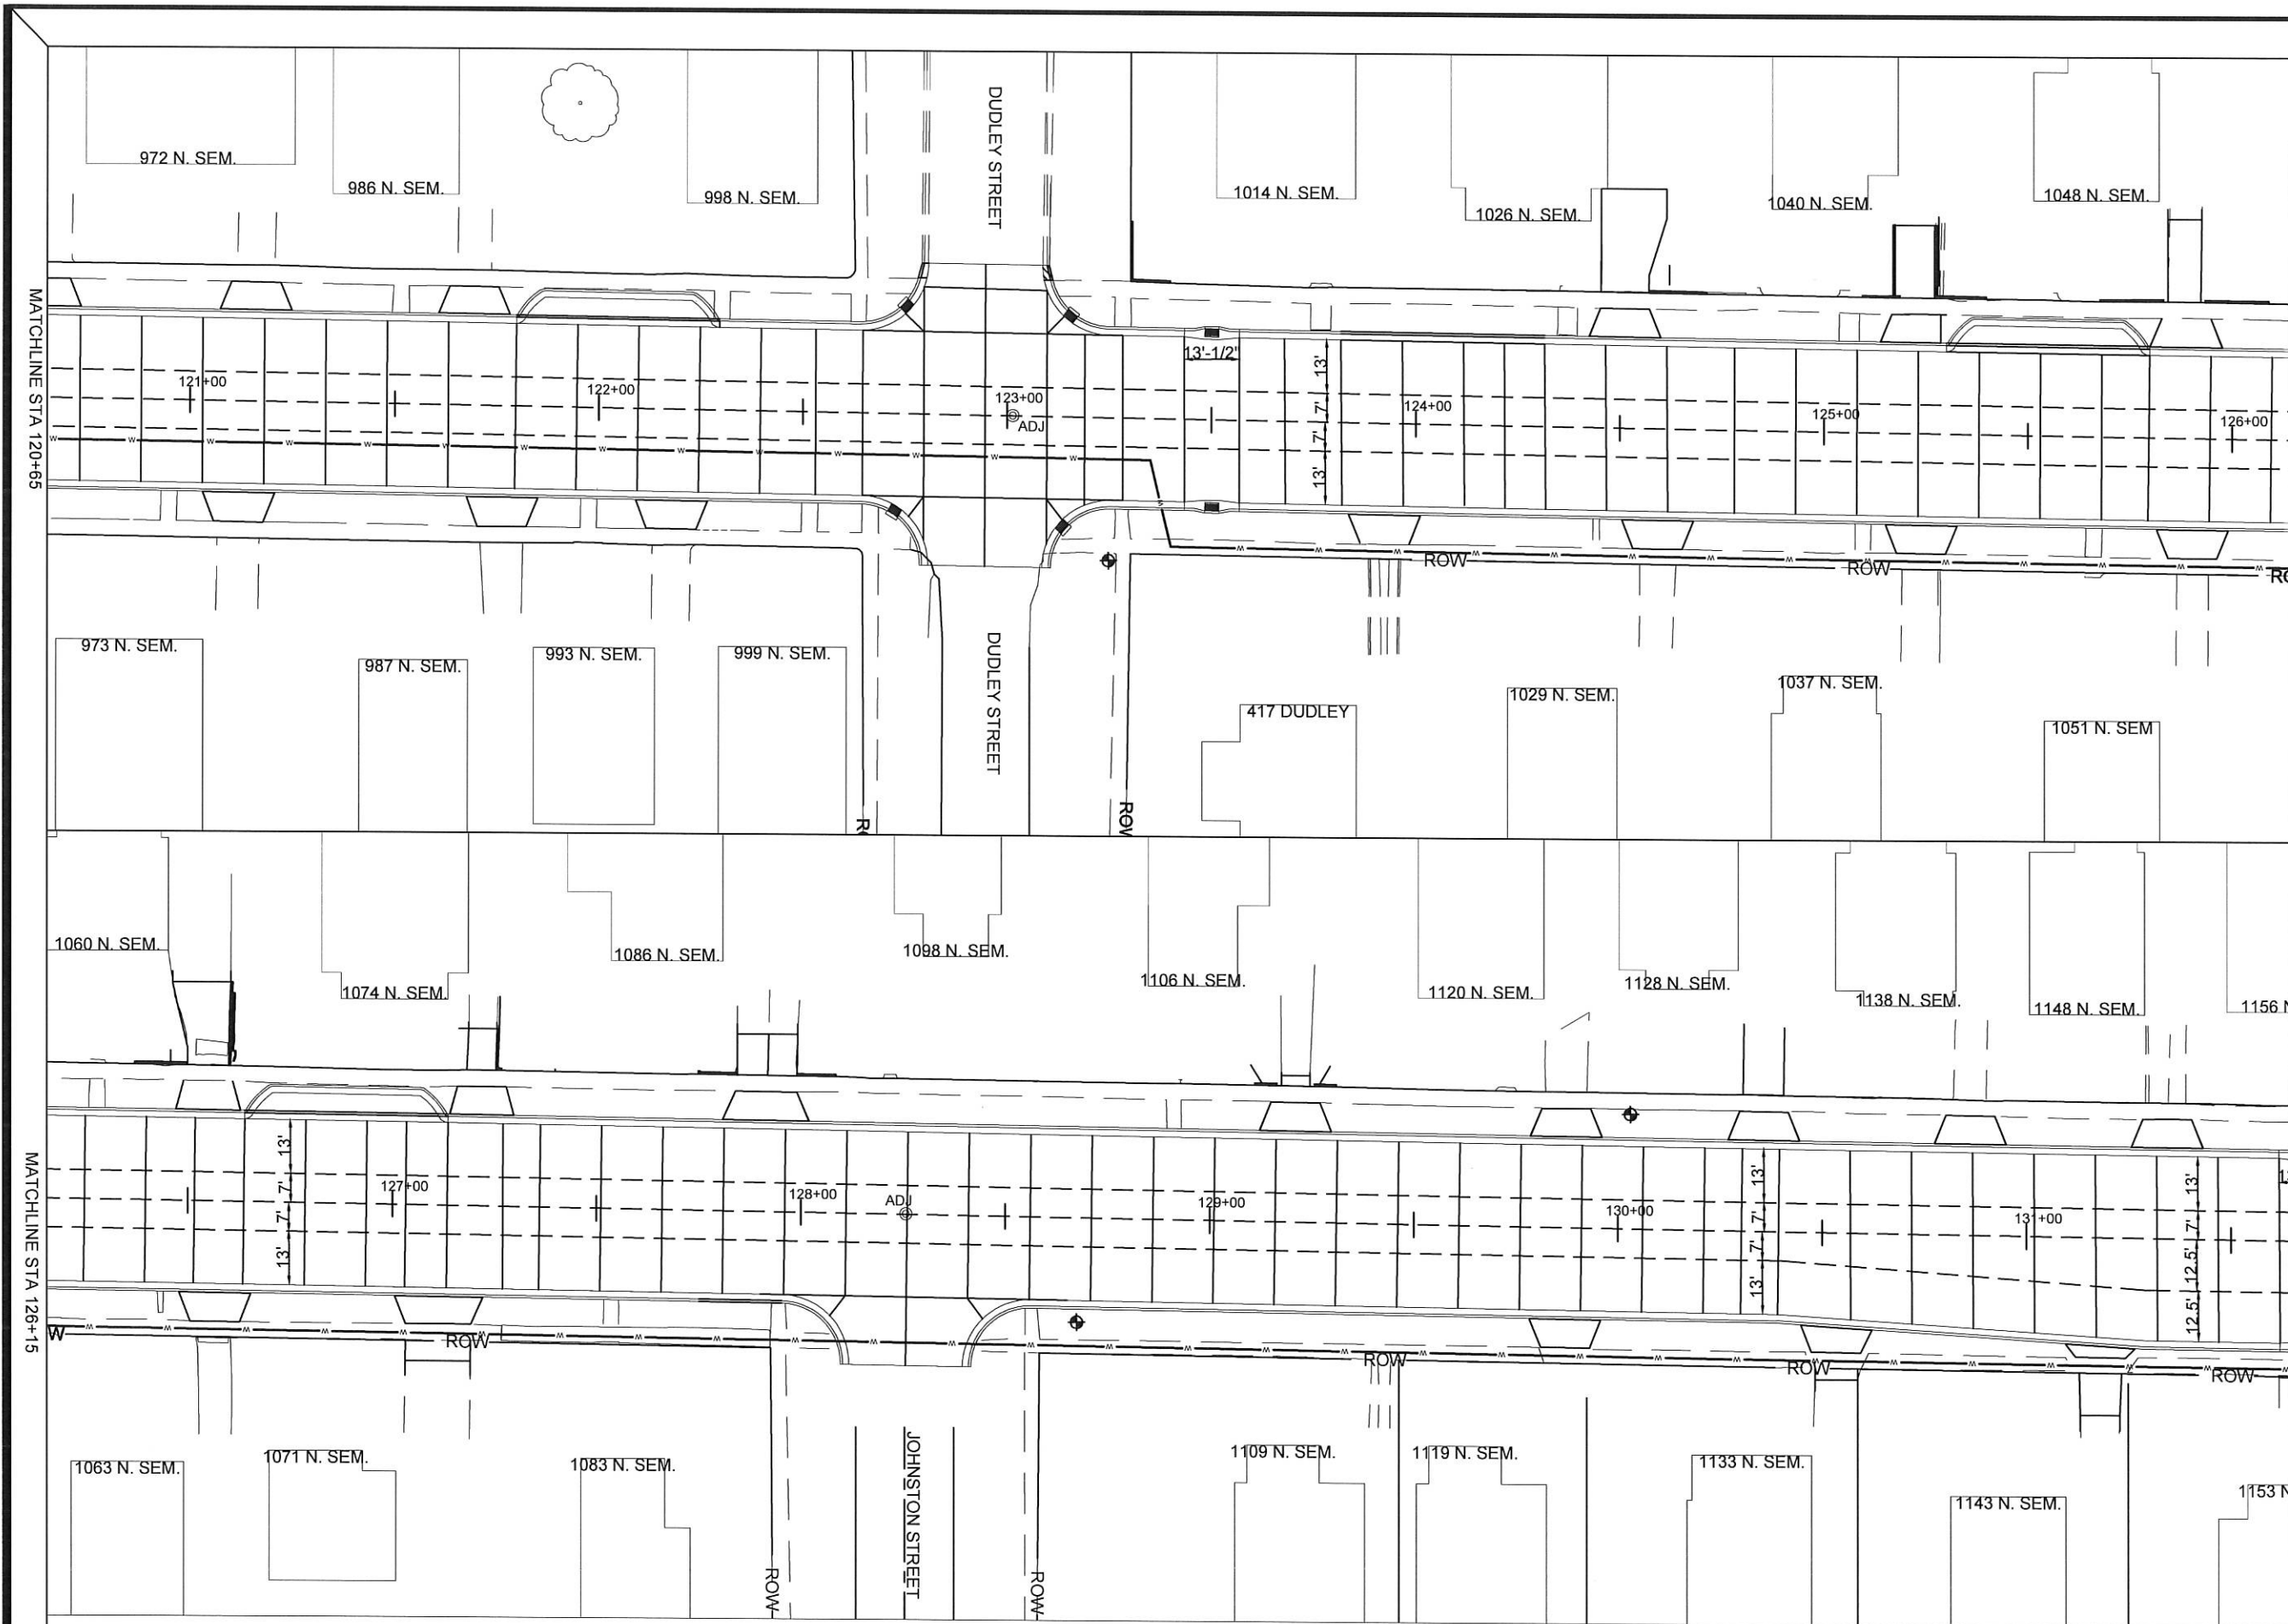 DUDLEY STREET
972 N. SEM.
986 N. SEM.
998 N. SEM.
1014 N. SEM.
1026 N. SEM.
1040 N. SEM.
1048 N. SEM.
MATCHLINE STA 120+65
121+00
122+00
123+00
ADJ
13'-1/2"
13'
7'
7'
13'
124+00
125+00
126+00
W W W W W W W W W W W W W W
S
W W W W W W W W W W W W W W
ROW
ROW
DUDLEY STREET
973 N. SEM.
987 N. SEM.
993 N. SEM.
999 N. SEM.
417 DUDLEY
1029 N. SEM.
1037 N. SEM.
1051 N. SEM
ROW
1060 N. SEM.
1074 N. SEM.
1086 N. SEM.
1098 N. SEM.
1106 N. SEM.
1120 N. SEM.
1128 N. SEM.
1138 N. SEM.
1148 N. SEM.
1156 N
MATCHLINE STA 126+15
13'
7'
7'
13'
127+00
128+00
ADJ
129+00
130+00
13'
7'
7'
13'
131+00
13'
7'
12.5'
12.5'
W
ROW
ROW
ROW
ROW
1063 N. SEM.
1071 N. SEM.
1083 N. SEM.
JOHNSTON STREET
1109 N. SEM.
1119 N. SEM.
1133 N. SEM.
1143 N. SEM.
1153 N
ROW
ROW